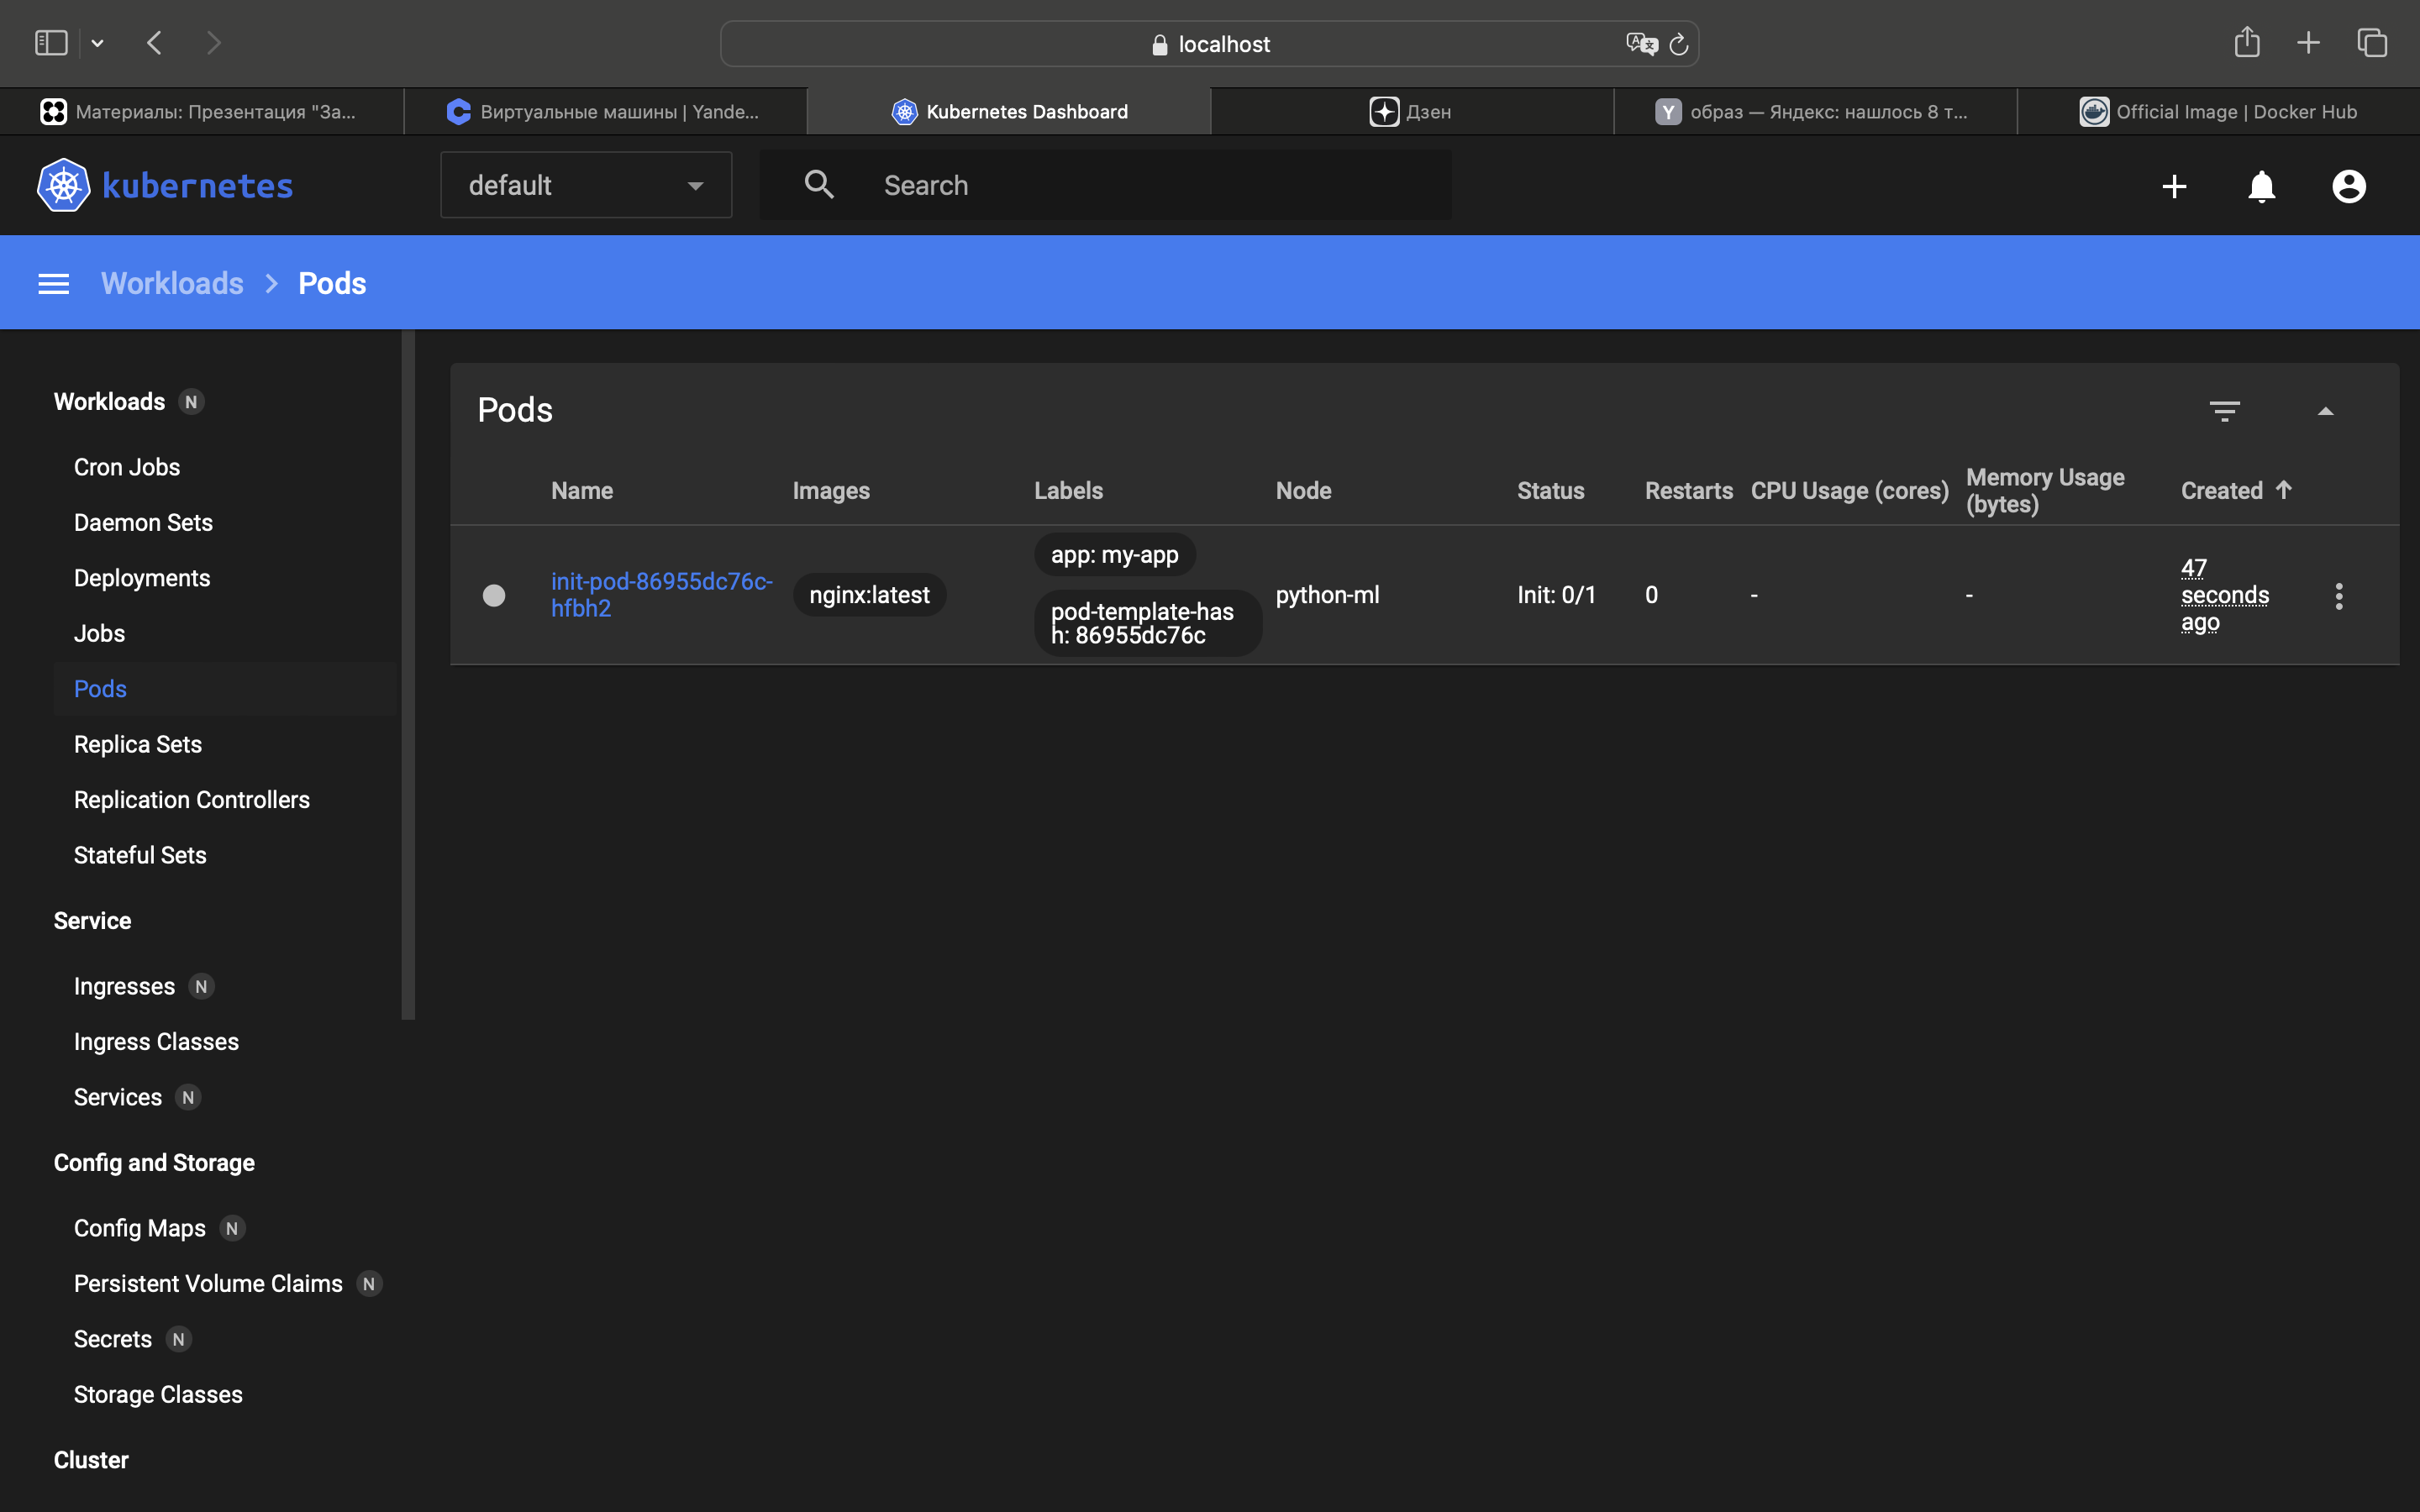 localhost
Материалы: Презентация "За...
Виртуальные машины | Yande...
Kubernetes Dashboard
Дзен
Y образ — Яндекс: нашлось 8 т...
Official Image | Docker Hub
kubernetes
default
Search
Workloads > Pods
Workloads N
Cron Jobs
Daemon Sets
Deployments
Jobs
Pods
Replica Sets
Replication Controllers
Stateful Sets
Service
Ingresses N
Ingress Classes
Services N
Config and Storage
Config Maps N
Persistent Volume Claims N
Secrets N
Storage Classes
Cluster
Pods
Name
Images
Labels
Node
Status
Restarts
CPU Usage (cores)
Memory Usage
(bytes)
Created
init-pod-86955dc76c-
hfbh2
nginx:latest
app: my-app
pod-template-has
h: 86955dc76c
python-ml
Init: 0/1
0
-
-
47
seconds
ago